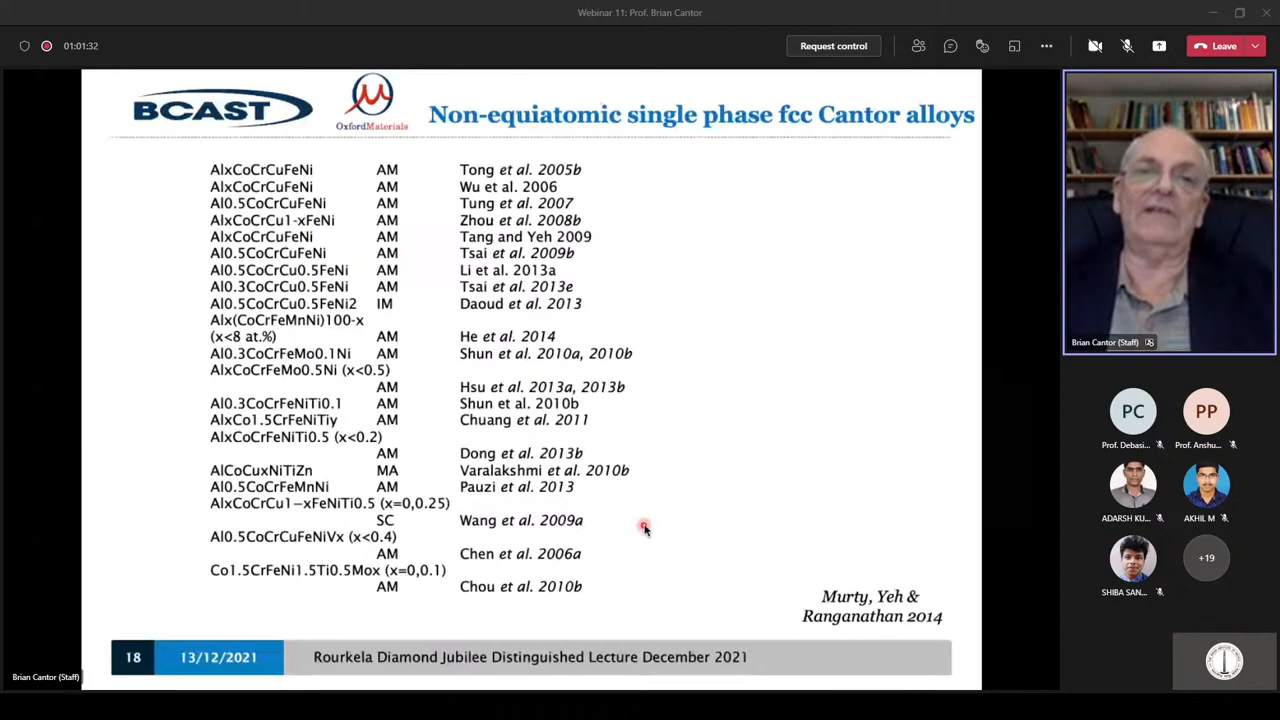 Webinar 11: Prof. Brian Cantor
01:01:32
Request control
Leave
BCAST
OxfordMaterials
Non-equiatomic single phase fcc Cantor alloys
AlxCoCrCuFeNi AM Tong et al. 2005b
AlxCoCrCuFeNi AM Wu et al. 2006
Al0.5CoCrCuFeNi AM Tung et al. 2007
AlxCoCrCu1-xFeNi AM Zhou et al. 2008b
AlxCoCrCuFeNi AM Tang and Yeh 2009
Al0.5CoCrCuFeNi AM Tsai et al. 2009b
Al0.5CoCrCu0.5FeNi AM Li et al. 2013a
Al0.3CoCrCu0.5FeNi AM Tsai et al. 2013e
Al0.5CoCrCu0.5FeNi2 IM Daoud et al. 2013
Alx(CoCrFeMnNi)100-x
(x<8 at.%) AM He et al. 2014
Al0.3CoCrFeMo0.1Ni AM Shun et al. 2010a, 2010b
AlxCoCrFeMo0.5Ni (x<0.5)
AM Hsu et al. 2013a, 2013b
Al0.3CoCrFeNiTi0.1 AM Shun et al. 2010b
AlxCo1.5CrFeNiTiy AM Chuang et al. 2011
AlxCoCrFeNiTi0.5 (x<0.2)
AM Dong et al. 2013b
AlCoCuxNiTiZn MA Varalakshmi et al. 2010b
Al0.5CoCrFeMnNi AM Pauzi et al. 2013
AlxCoCrCu1−xFeNiTi0.5 (x=0,0.25)
SC Wang et al. 2009a
Al0.5CoCrCuFeNiVx (x<0.4)
AM Chen et al. 2006a
Co1.5CrFeNi1.5Ti0.5Mox (x=0,0.1)
AM Chou et al. 2010b
Murty, Yeh &
Ranganathan 2014
18 13/12/2021 Rourkela Diamond Jubilee Distinguished Lecture December 2021
Brian Cantor (Staff)
Brian Cantor (Staff)
PC PP
Prof. Debasi... Prof. Anshu...
ADARSH KU... AKHIL M
+19
SHIBA SAN...